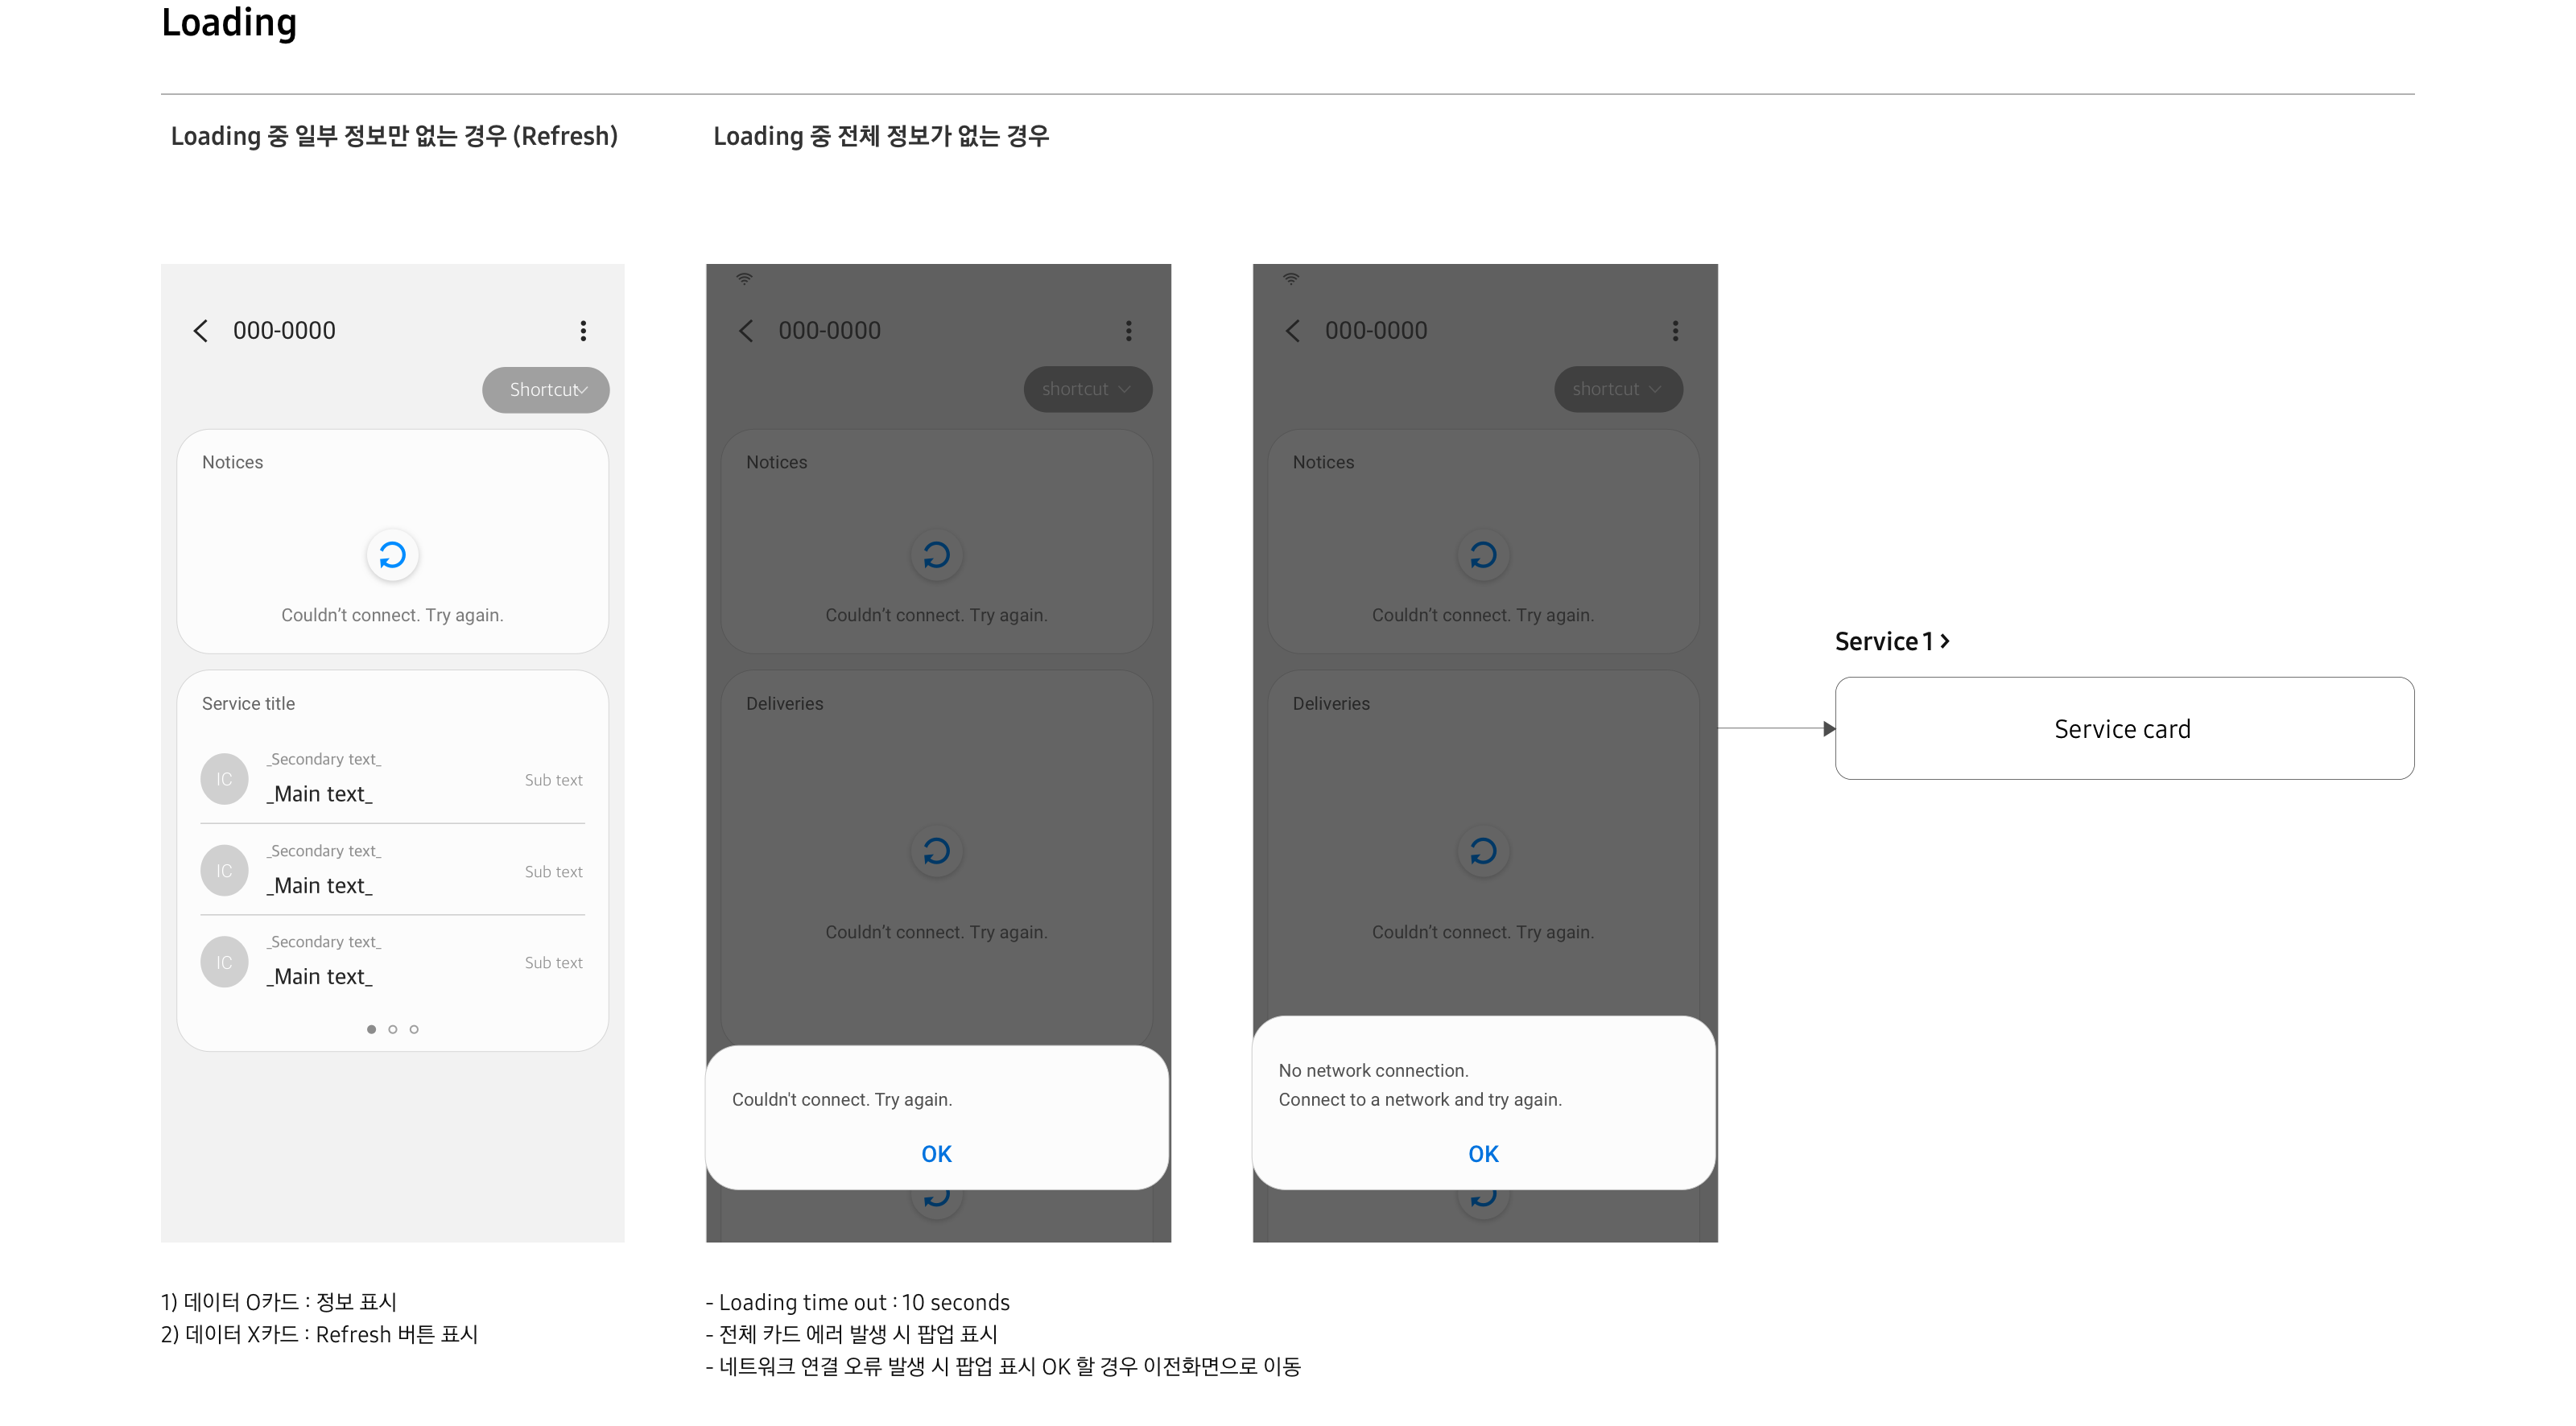 Loading
Loading 중 일부 정보만 없는 경우 (Refresh)
Loading 중 전체 정보가 없는 경우
000-0000
Shortcut
Notices
Couldn’t connect. Try again.
Service title
IC
_Secondary text_
_Main text_
Sub text
IC
_Secondary text_
_Main text_
Sub text
IC
_Secondary text_
_Main text_
Sub text
000-0000
shortcut
Notices
Couldn’t connect. Try again.
Deliveries
Couldn’t connect. Try again.
Couldn't connect. Try again.
OK
000-0000
shortcut
Notices
Couldn’t connect. Try again.
Deliveries
Couldn’t connect. Try again.
No network connection.
Connect to a network and try again.
OK
Service 1 >
Service card
1) 데이터 O카드 : 정보 표시
2) 데이터 X카드 : Refresh 버튼 표시
- Loading time out : 10 seconds
- 전체 카드 에러 발생 시 팝업 표시
- 네트워크 연결 오류 발생 시 팝업 표시 OK 할 경우 이전화면으로 이동